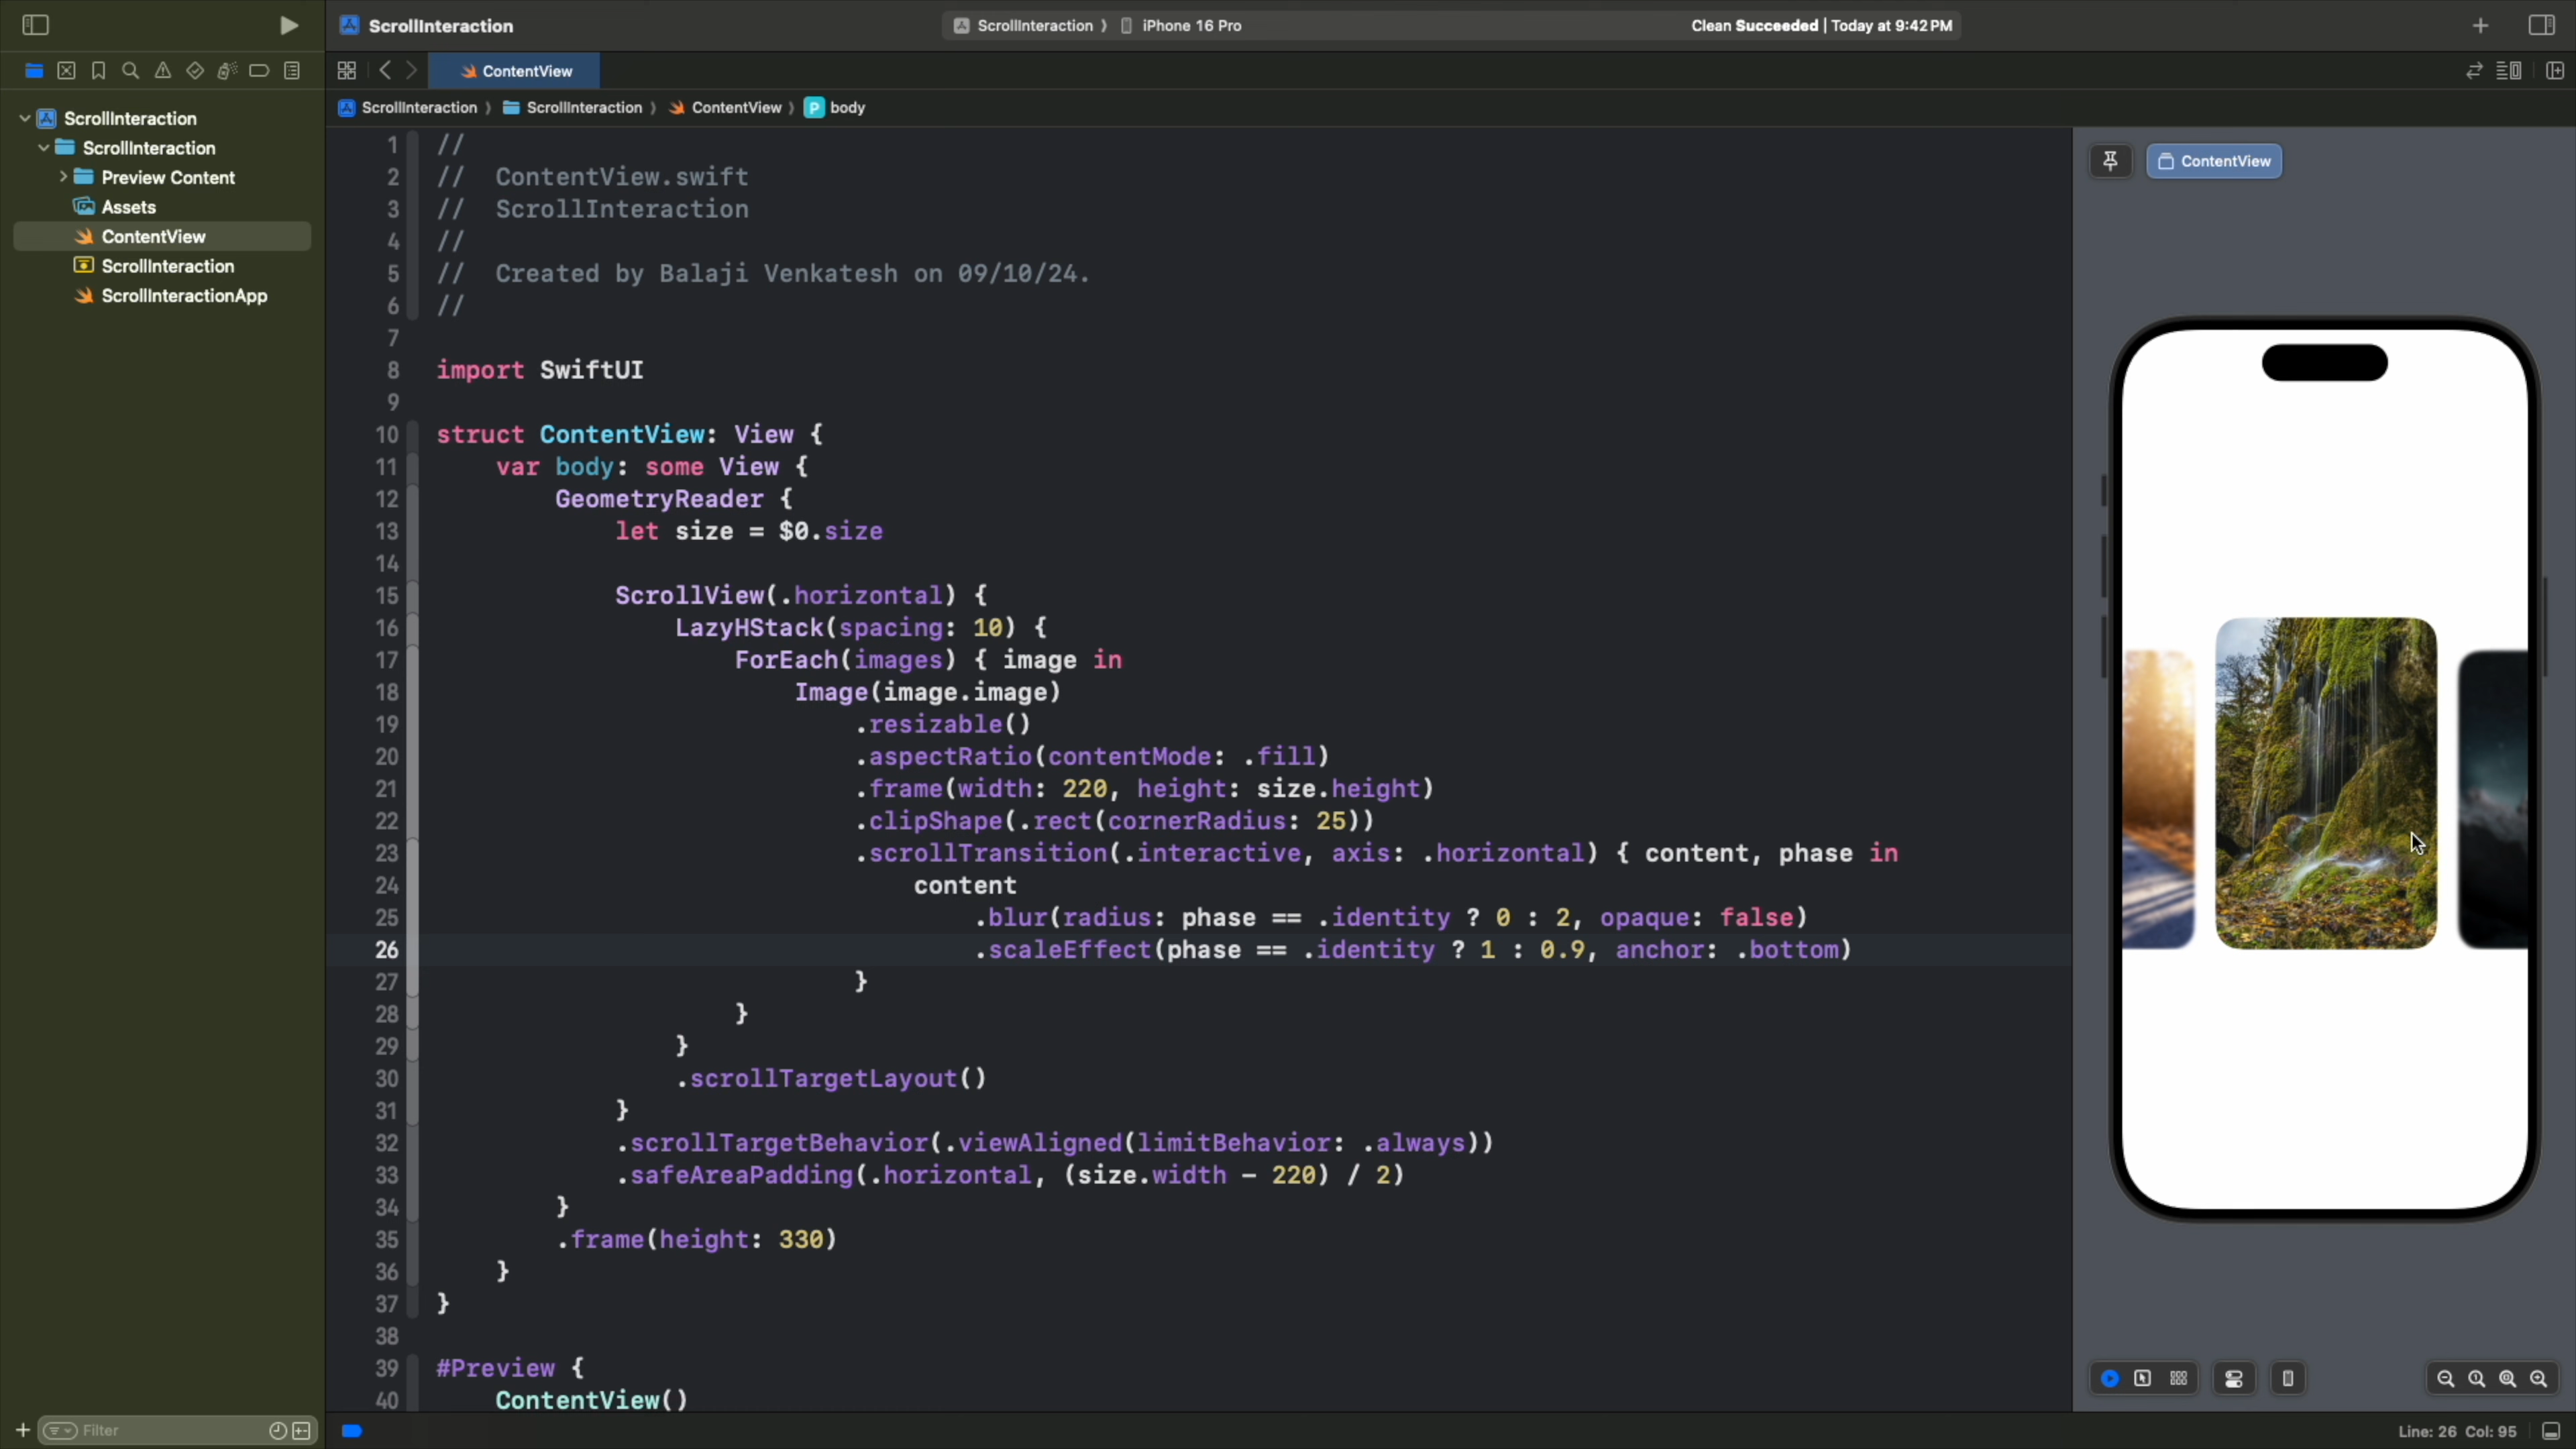 ScrollInteraction
ScrollInteraction ⟩ iPhone 16 Pro
Clean Succeeded | Today at 9:42 PM
ContentView
ScrollInteraction ⟩ ScrollInteraction ⟩ ContentView ⟩ P body
ScrollInteraction
ScrollInteraction
Preview Content
Assets
ContentView
ScrollInteraction
ScrollInteractionApp
1 //
2 //  ContentView.swift
3 //  ScrollInteraction
4 //
5 //  Created by Balaji Venkatesh on 09/10/24.
6 //
7
8 import SwiftUI
9
10 struct ContentView: View {
11     var body: some View {
12         GeometryReader {
13             let size = $0.size
14
15             ScrollView(.horizontal) {
16                 LazyHStack(spacing: 10) {
17                     ForEach(images) { image in
18                         Image(image.image)
19                             .resizable()
20                             .aspectRatio(contentMode: .fill)
21                             .frame(width: 220, height: size.height)
22                             .clipShape(.rect(cornerRadius: 25))
23                             .scrollTransition(.interactive, axis: .horizontal) { content, phase in
24                                 content
25                                     .blur(radius: phase == .identity ? 0 : 2, opaque: false)
26                                     .scaleEffect(phase == .identity ? 1 : 0.9, anchor: .bottom)
27                             }
28                     }
29                 }
30                 .scrollTargetLayout()
31             }
32             .scrollTargetBehavior(.viewAligned(limitBehavior: .always))
33             .safeAreaPadding(.horizontal, (size.width - 220) / 2)
34         }
35         .frame(height: 330)
36     }
37 }
38
39 #Preview {
40     ContentView()
ContentView
Filter
Line: 26 Col: 95